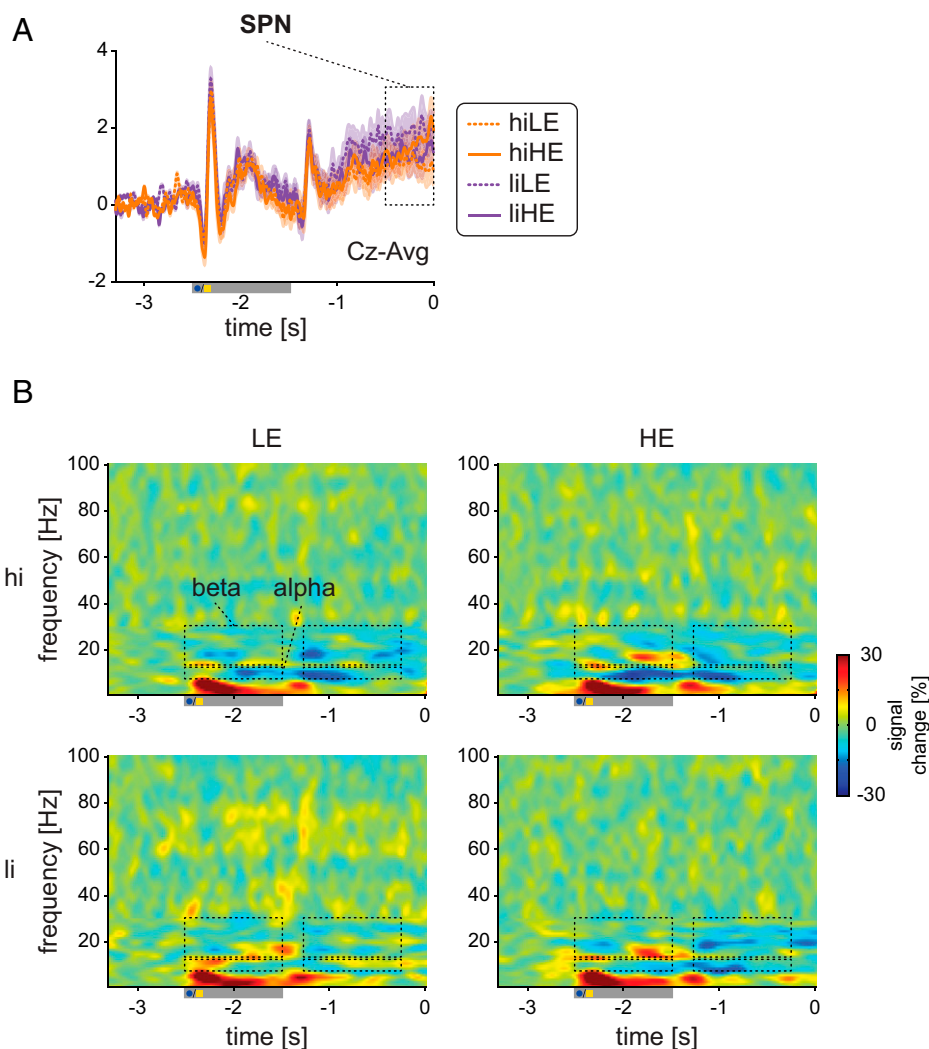 A
SPN
4
2
0
-2
hiLE
hiHE
liLE
liHE
Cz-Avg
-3
-2
-1
0
time [s]
B
LE
HE
hi
frequency [Hz]
100
80
60
40
20
beta
alpha
-3
-2
-1
0
100
80
60
40
20
-3
-2
-1
0
30
0
-30
signal
change [%]
li
frequency [Hz]
100
80
60
40
20
-3
-2
-1
0
time [s]
100
80
60
40
20
-3
-2
-1
0
time [s]